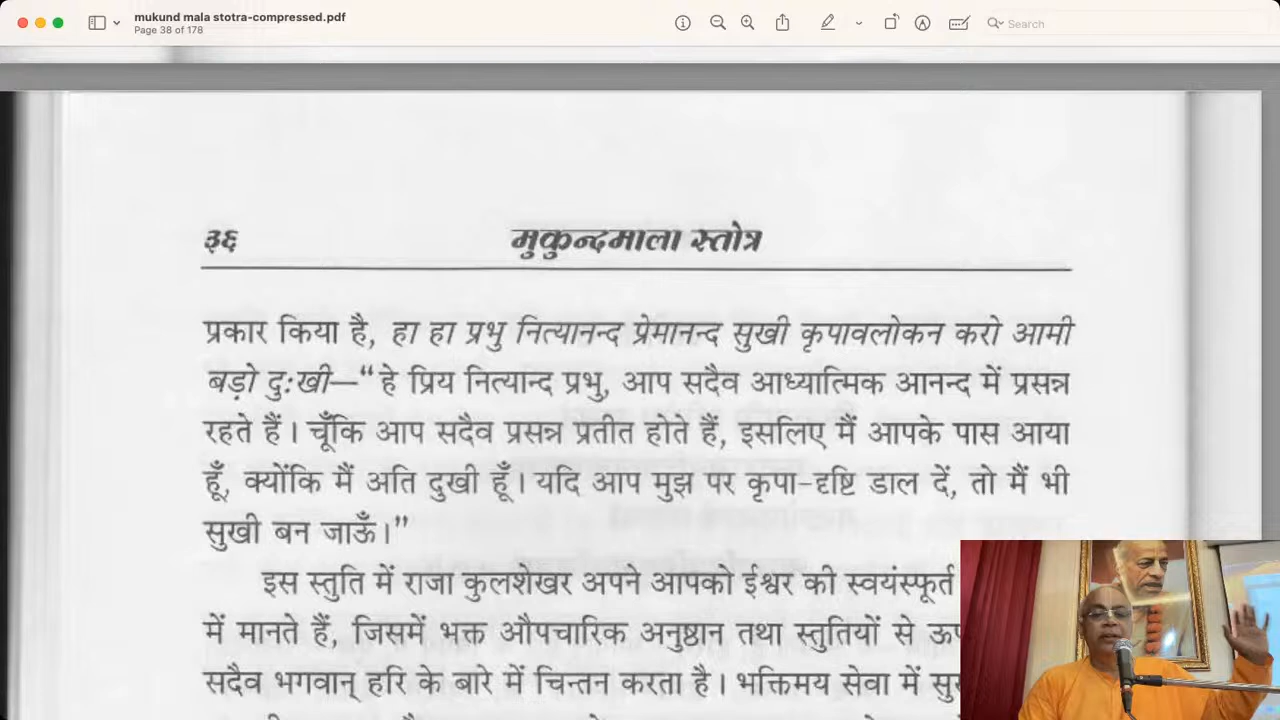 mukund mala stotra-compressed.pdf
Page 38 of 178
Search
३६ मुकुन्दमाला स्तोत्र
प्रकार किया है, हा हा प्रभु नित्यानन्द प्रेमानन्द सुखी कृपावलोकन करो आमी
बड़ो दुःखी—“हे प्रिय नित्यान्द प्रभु, आप सदैव आध्यात्मिक आनन्द में प्रसन्न
रहते हैं। चूँकि आप सदैव प्रसन्न प्रतीत होते हैं, इसलिए मैं आपके पास आया
हूँ, क्योंकि मैं अति दुखी हूँ। यदि आप मुझ पर कृपा-दृष्टि डाल दें, तो मैं भी
सुखी बन जाऊँ।”
इस स्तुति में राजा कुलशेखर अपने आपको ईश्वर की स्वयंस्फूर्त
में मानते हैं, जिसमें भक्त औपचारिक अनुष्ठान तथा स्तुतियों से
सदैव भगवान् हरि के बारे में चिन्तन करता है। भक्तिमय सेवा में